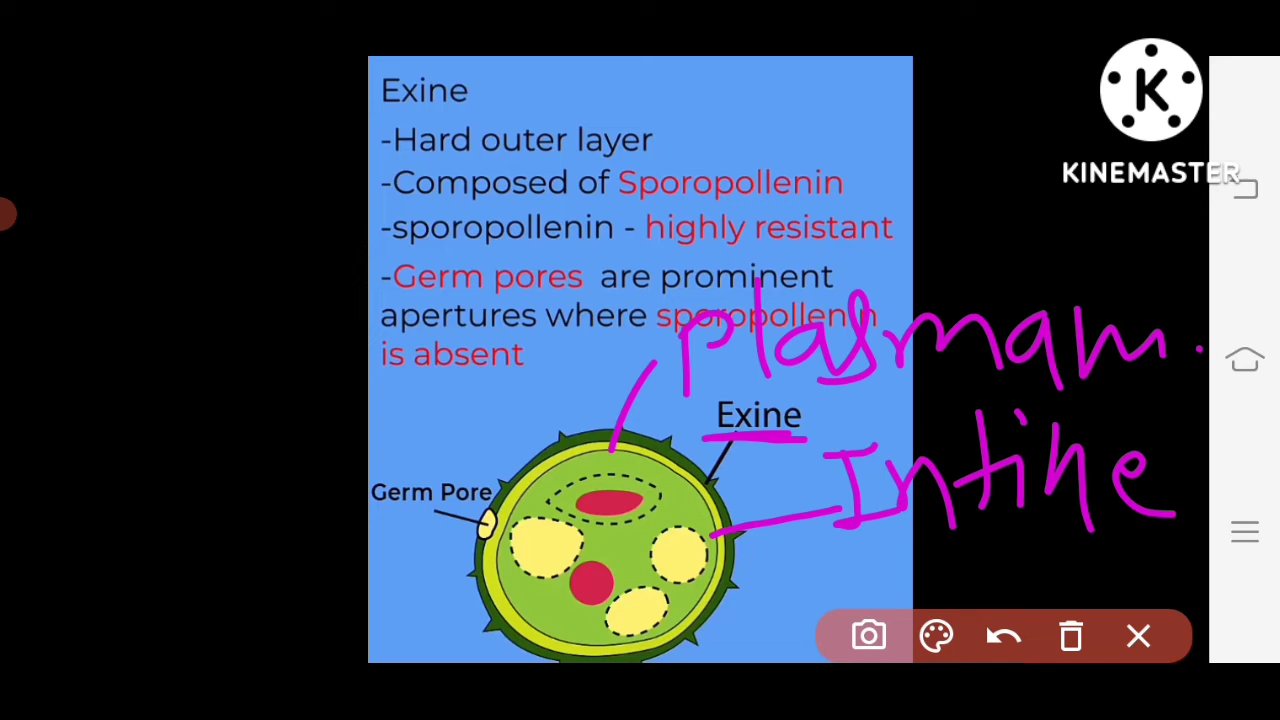 Exine
-Hard outer layer
-Composed of Sporopollenin
-sporopollenin - highly resistant
-Germ pores are prominent
apertures where sporopollenin
is absent
plasmam.
Exine
Intine
Germ Pore
K
KINEMASTER